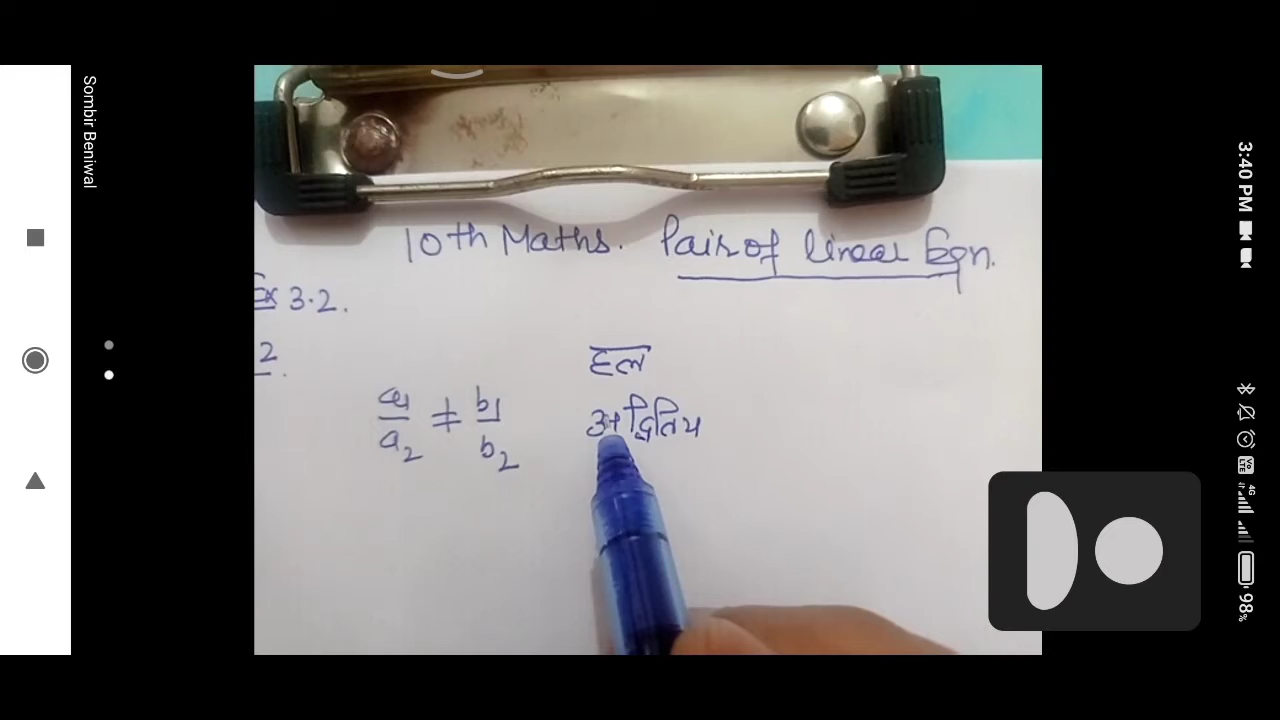 Sombir Beniwal
3:40 PM
4G
98%
10th Maths. Pair of linear Eqn.
Ex 3.2.
2.
हल
a1/a2 ≠ b1/b2 अद्वितिय